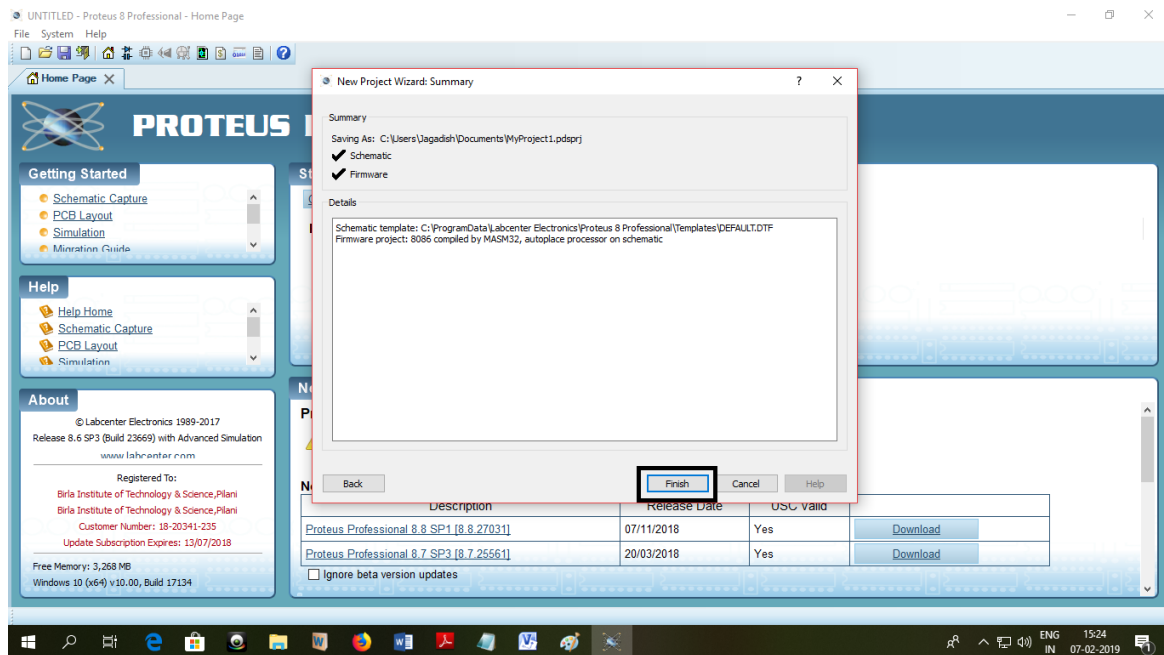 UNTITLED - Proteus 8 Professional - Home Page
File System Help
Home Page
PROTEUS
Getting Started
Schematic Capture
PCB Layout
Simulation
Migration Guide
Help
Help Home
Schematic Capture
PCB Layout
Simulation
About
© Labcenter Electronics 1989-2017
Release 8.6 SP3 (Build 23669) with Advanced Simulation
www.labcenter.com
Registered To:
Birla Institute of Technology & Science,Pilani
Birla Institute of Technology & Science,Pilani
Customer Number: 18-20341-235
Update Subscription Expires: 13/07/2018
Free Memory: 3,268 MB
Windows 10 (x64) v10.00, Build 17134
New Project Wizard: Summary ? X
Summary
Saving As: C:\Users\Jagadish\Documents\MyProject1.pdsprj
Schematic
Firmware
Details
Schematic template: C:\ProgramData\Labcenter Electronics\Proteus 8 Professional\Templates\DEFAULT.DTF
Firmware project: 8086 compiled by MASM32, autoplace processor on schematic
Back Finish Cancel Help
Description Release Date USC Valid
Proteus Professional 8.8 SP1 [8.8.27031] 07/11/2018 Yes Download
Proteus Professional 8.7 SP3 [8.7.25561] 20/03/2018 Yes Download
Ignore beta version updates
ENG 15:24
IN 07-02-2019